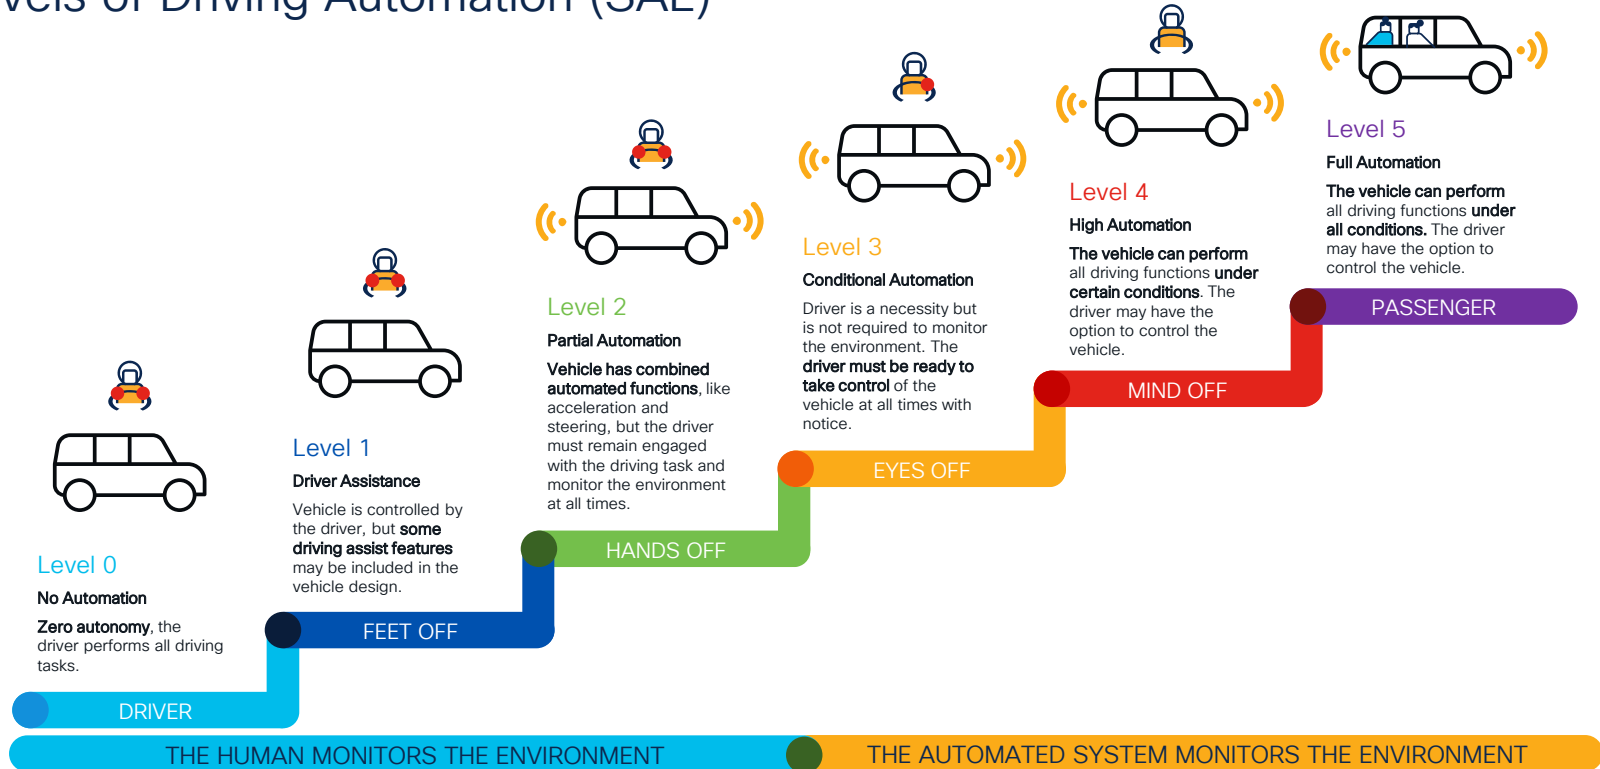 vels of Driving Automation (SAE)
Level 0
No Automation
Zero autonomy, the
driver performs all driving
tasks.
DRIVER
Level 1
Driver Assistance
Vehicle is controlled by
the driver, but some
driving assist features
may be included in the
vehicle design.
FEET OFF
Level 2
Partial Automation
Vehicle has combined
automated functions, like
acceleration and
steering, but the driver
must remain engaged
with the driving task and
monitor the environment
at all times.
HANDS OFF
Level 3
Conditional Automation
Driver is a necessity but
is not required to monitor
the environment. The
driver must be ready to
take control of the
vehicle at all times with
notice.
EYES OFF
Level 4
High Automation
The vehicle can perform
all driving functions under
certain conditions. The
driver may have the
option to control the
vehicle.
MIND OFF
Level 5
Full Automation
The vehicle can perform
all driving functions under
all conditions. The driver
may have the option to
control the vehicle.
PASSENGER
THE HUMAN MONITORS THE ENVIRONMENT
THE AUTOMATED SYSTEM MONITORS THE ENVIRONMENT